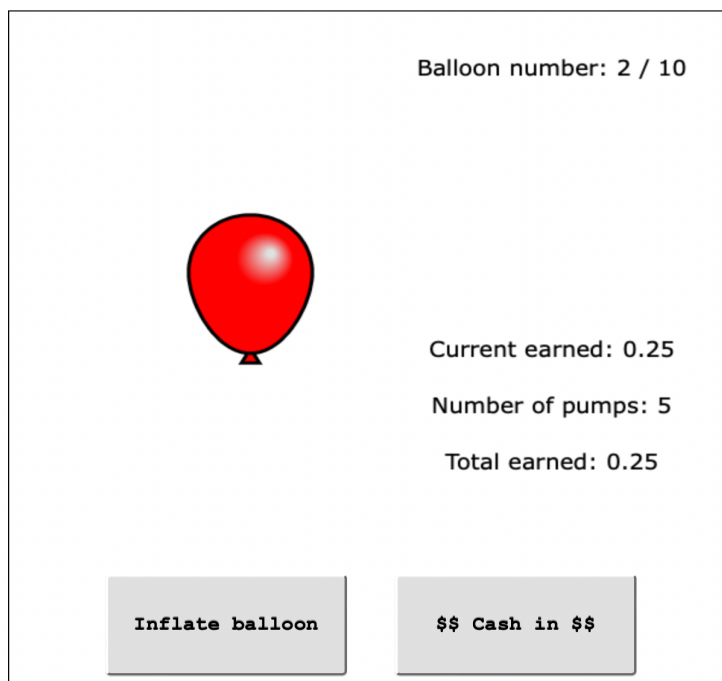 Balloon number: 2 / 10
Current earned: 0.25
Number of pumps: 5
Total earned: 0.25
Inflate balloon
$$ Cash in $$